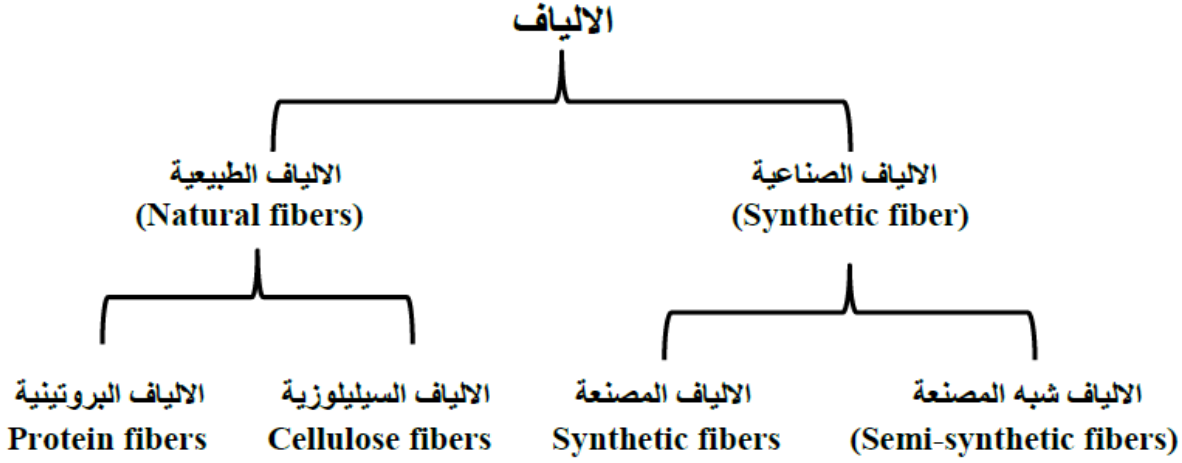 الالياف
الالياف الصناعية
(Synthetic fiber)
الالياف الطبيعية
(Natural fibers)
الالياف شبه المصنعة
(Semi-synthetic fibers)
الالياف المصنعة
Synthetic fibers
الالياف السيليلوزية
Cellulose fibers
الالياف البروتينية
Protein fibers